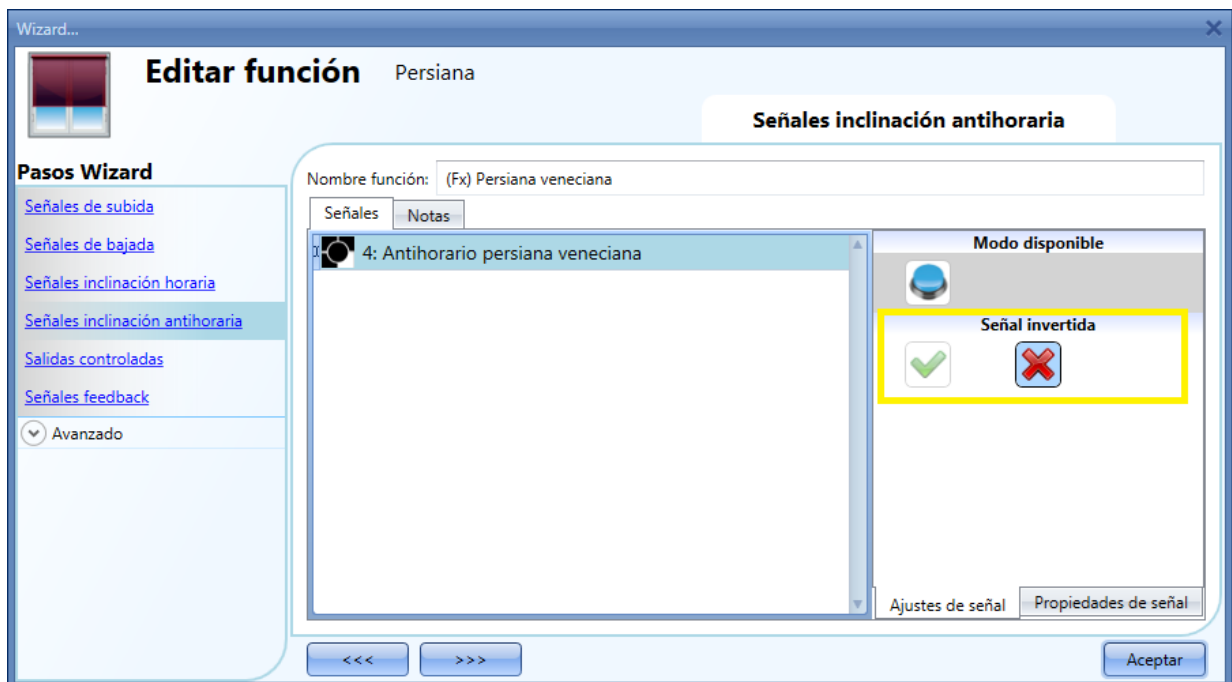 Wizard...
Editar función Persiana
Señales inclinación antihoraria
Pasos Wizard
Señales de subida
Señales de bajada
Señales inclinación horaria
Señales inclinación antihoraria
Salidas controladas
Señales feedback
Avanzado
Nombre función: (Fx) Persiana veneciana
Señales Notas
4: Antihorario persiana veneciana
Modo disponible
Señal invertida
Ajustes de señal Propiedades de señal
<<< >>> Aceptar